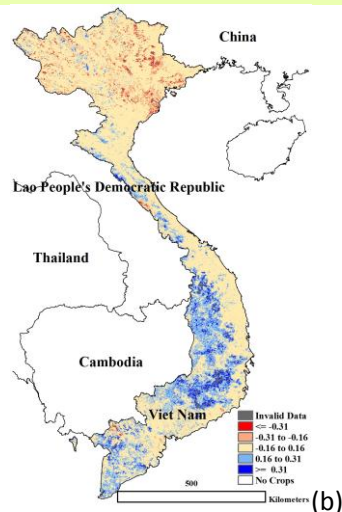 China
Lao People's Democratic Republic
Thailand
Cambodia
Viet Nam
Invalid Data
<= -0.31
-0.31 to -0.16
-0.16 to 0.16
0.16 to 0.31
>= 0.31
No Crops
500
Kilometers
(b)